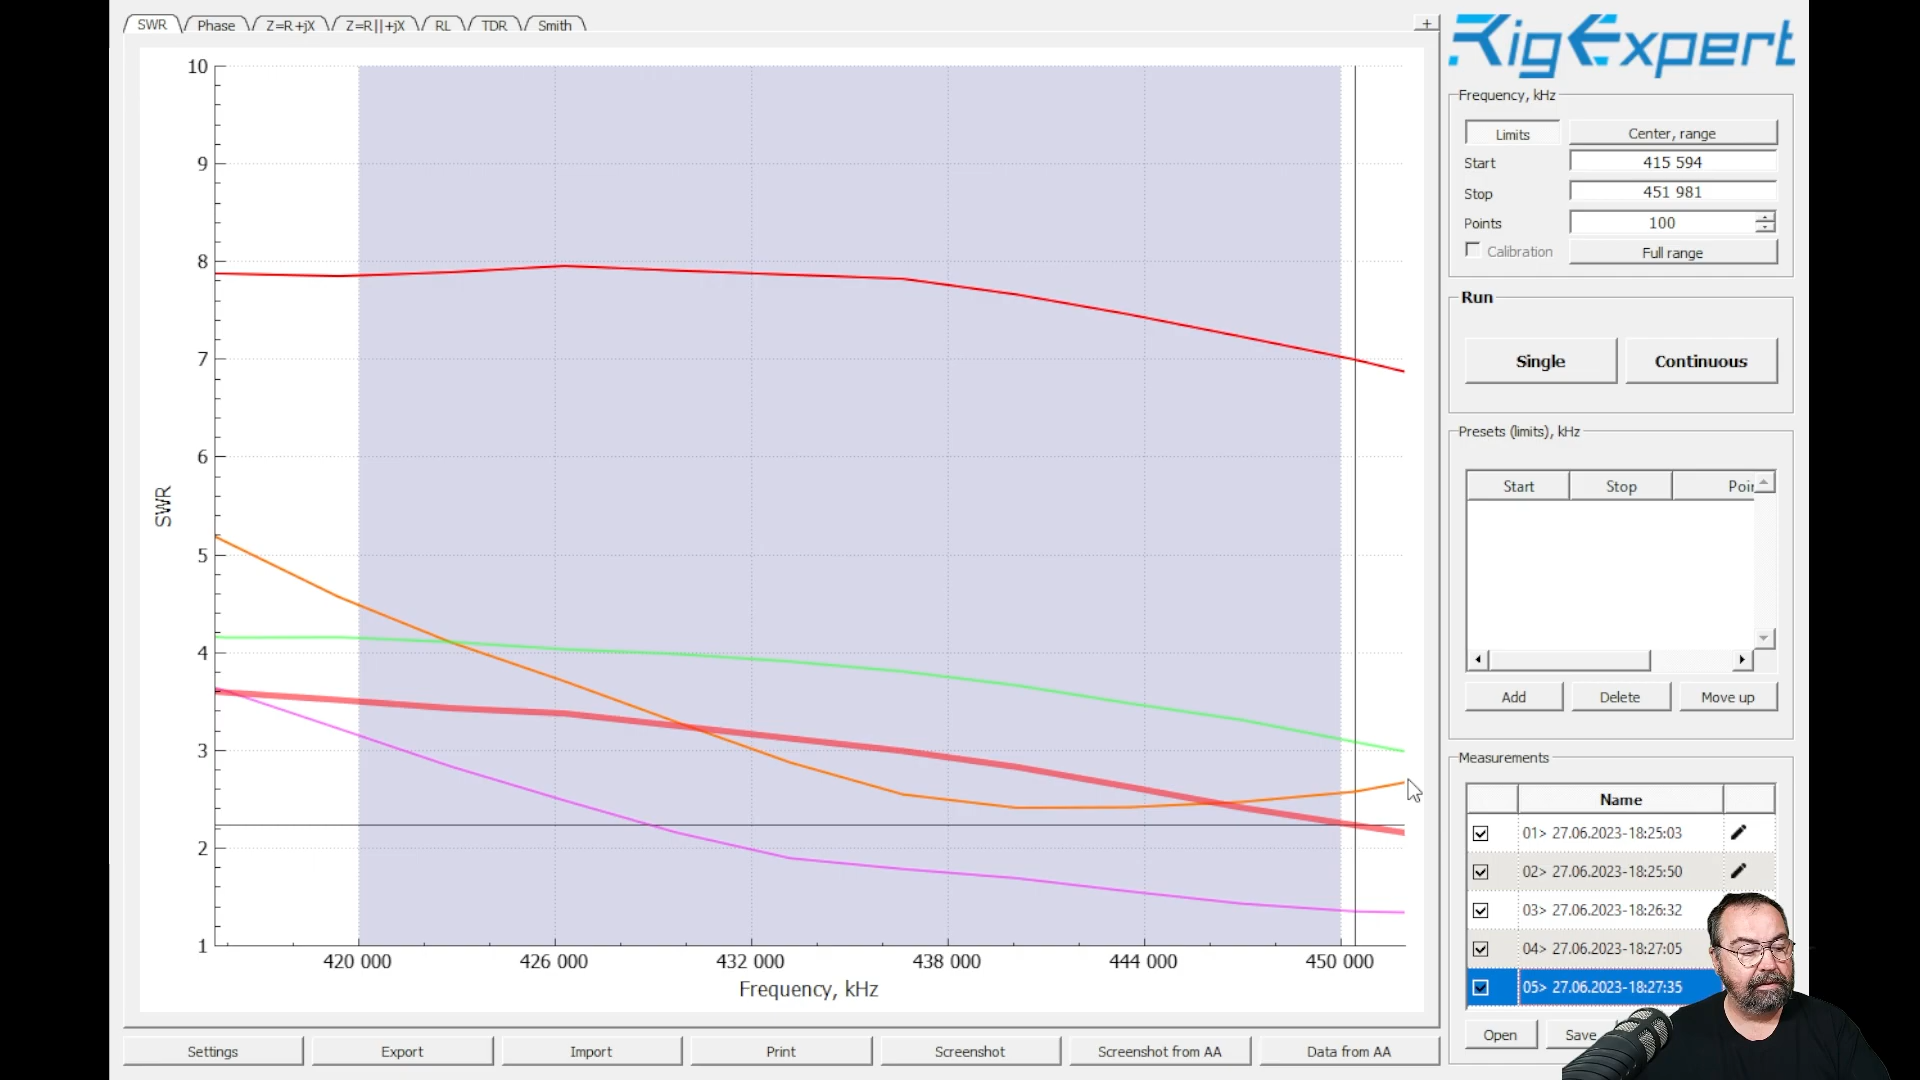 SWR Phase Z=R+jX Z=R||+jX RL TDR Smith +
RigExpert
Frequency, kHz
Limits Center, range
Start 415 594
Stop 451 981
Points 100
Calibration Full range
Run
Single Continuous
Presets (limits), kHz
Start Stop Poir
Add Delete Move up
Measurements
Name
01> 27.06.2023-18:25:03
02> 27.06.2023-18:25:50
03> 27.06.2023-18:26:32
04> 27.06.2023-18:27:05
05> 27.06.2023-18:27:35
Open Save
10
9
8
7
6
5
4
3
2
1
SWR
420 000 426 000 432 000 438 000 444 000 450 000
Frequency, kHz
Settings Export Import Print Screenshot Screenshot from AA Data from AA